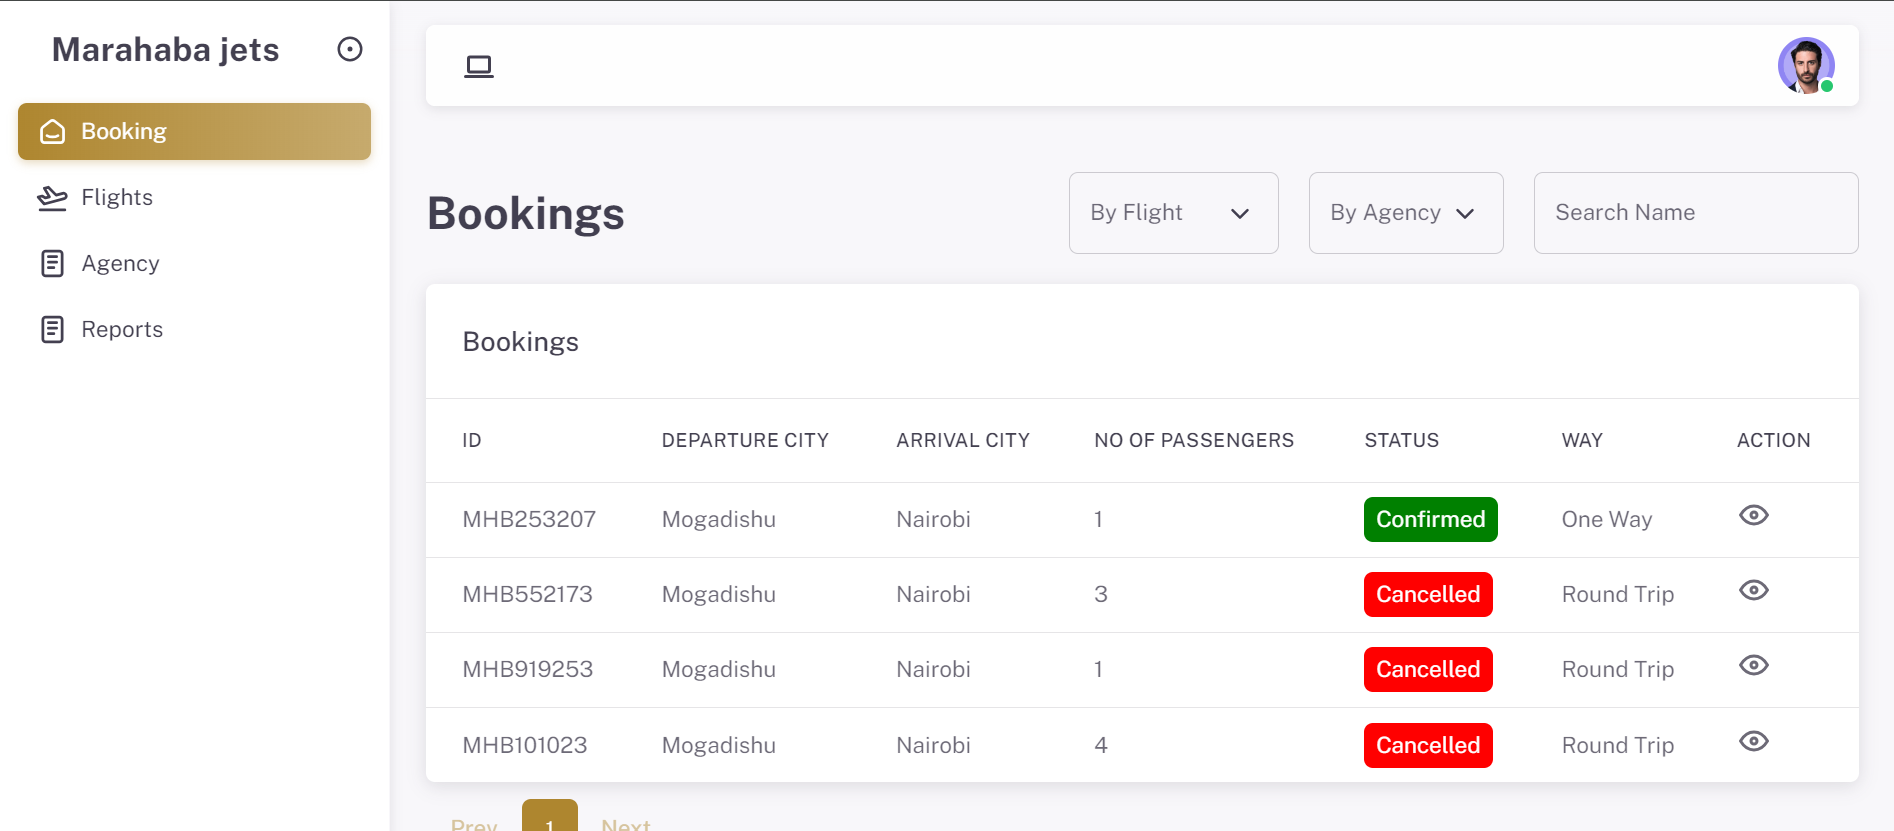 Marahaba jets
Booking
Flights
Agency
Reports
Bookings
By Flight
By Agency
Search Name
Bookings
ID DEPARTURE CITY ARRIVAL CITY NO OF PASSENGERS STATUS WAY ACTION
MHB253207 Mogadishu Nairobi 1 Confirmed One Way
MHB552173 Mogadishu Nairobi 3 Cancelled Round Trip
MHB919253 Mogadishu Nairobi 1 Cancelled Round Trip
MHB101023 Mogadishu Nairobi 4 Cancelled Round Trip
Prev 1 Next